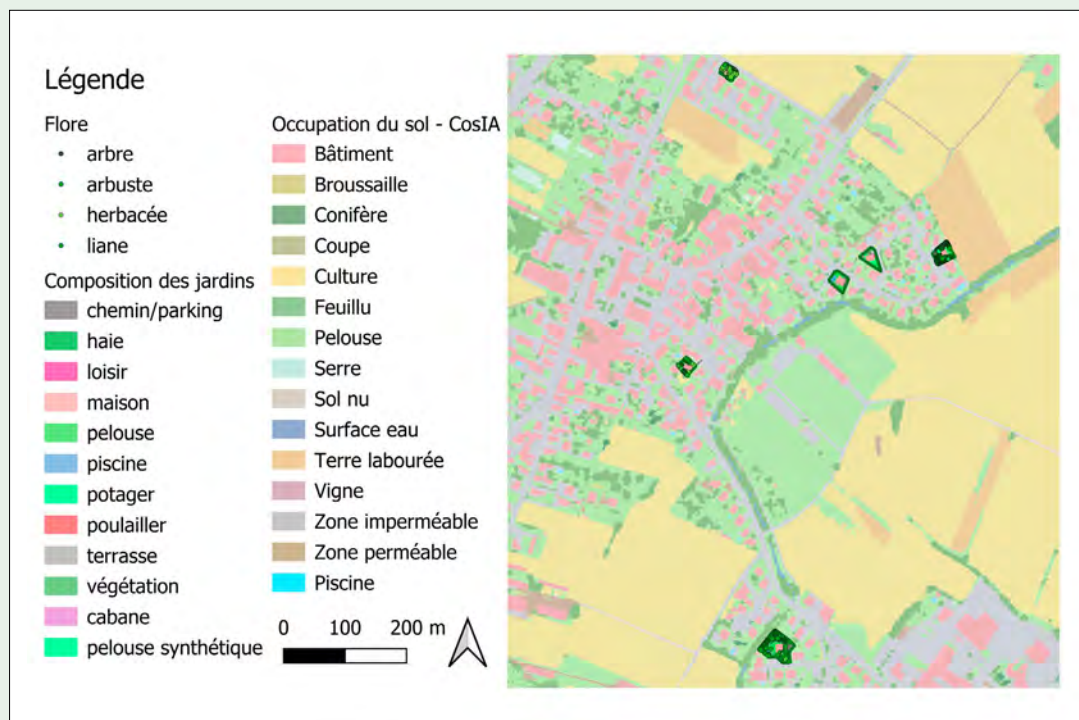 Légende
Flore
arbre
arbuste
herbacée
liane
Composition des jardins
chemin/parking
haie
loisir
maison
pelouse
piscine
potager
poulailler
terrasse
végétation
cabane
pelouse synthétique
Occupation du sol - CosIA
Bâtiment
Broussaille
Conifère
Coupe
Culture
Feuillu
Pelouse
Serre
Sol nu
Surface eau
Terre labourée
Vigne
Zone imperméable
Zone perméable
Piscine
0 100 200 m